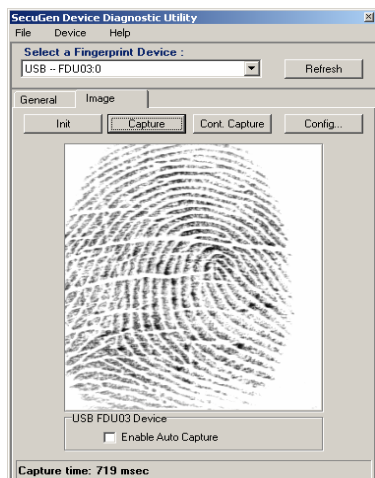 SecuGen Device Diagnostic Utility
File Device Help
Select a Fingerprint Device :
USB -- FDU03:0
Refresh
General Image
Init Capture Cont. Capture Config...
USB FDU03 Device
Enable Auto Capture
Capture time: 719 msec